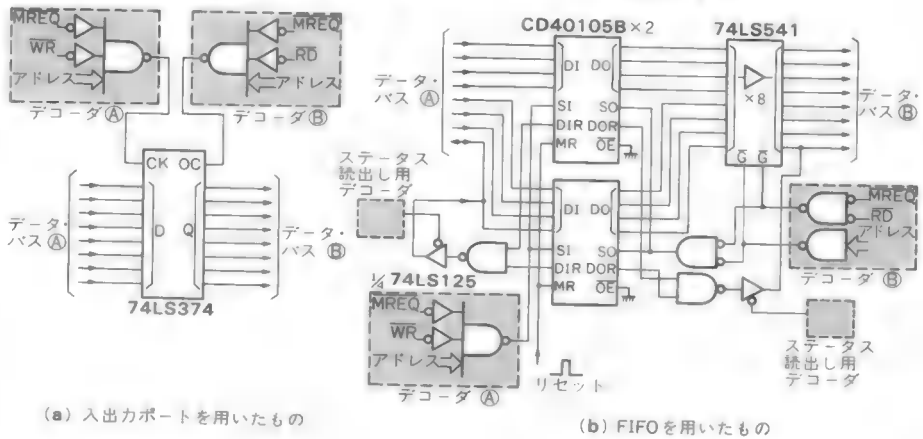 MREQ
WR
アドレス
デコーダ Ⓐ
MREQ
RD
アドレス
デコーダ Ⓑ
CK OC
データ・
バス Ⓐ
D Q
データ・
バス Ⓑ
74LS374
(a) 入出力ポートを用いたもの
CD40105B×2
74LS541
データ・
バス Ⓐ
DI DO
SI SO
DIR DOR
MR OE
×8
G G
データ・
バス Ⓑ
ステータス
読出し用
デコーダ
DI DO
SI SO
DIR DOR
MR OE
MREQ
RD
アドレス
デコーダ Ⓑ
¼ 74LS125
MREQ
WR
アドレス
デコーダ Ⓐ
リセット
ステータス
読出し用
デコーダ
(b) FIFOを用いたもの